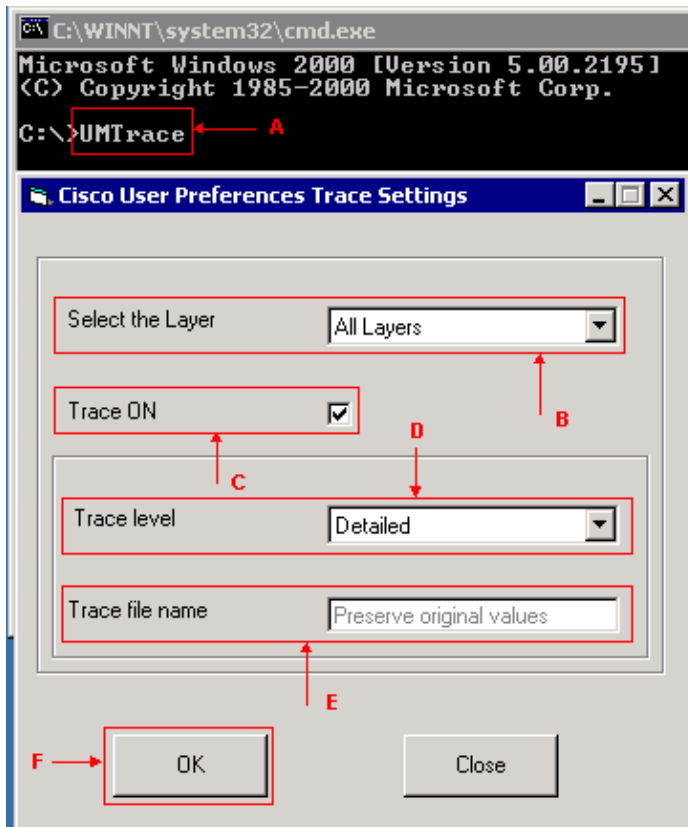 C:\WINNT\system32\cmd.exe
Microsoft Windows 2000 [Version 5.00.2195]
(C) Copyright 1985-2000 Microsoft Corp.
C:\>UMTrace
A
Cisco User Preferences Trace Settings
Select the Layer All Layers
B
Trace ON
D
C
Trace level Detailed
Trace file name Preserve original values
E
F OK Close